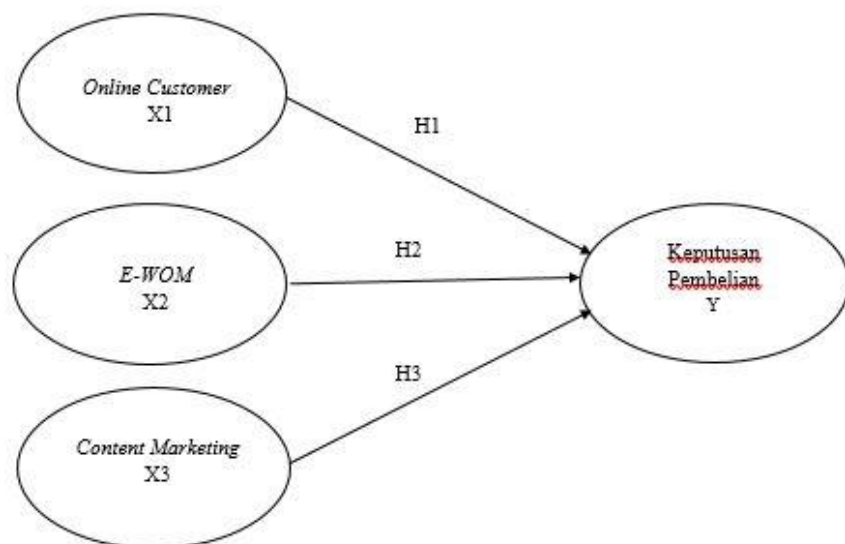 Online Customer
X1
H1
E-WOM
X2
H2
Keputusan
Pembelian
Y
H3
Content Marketing
X3